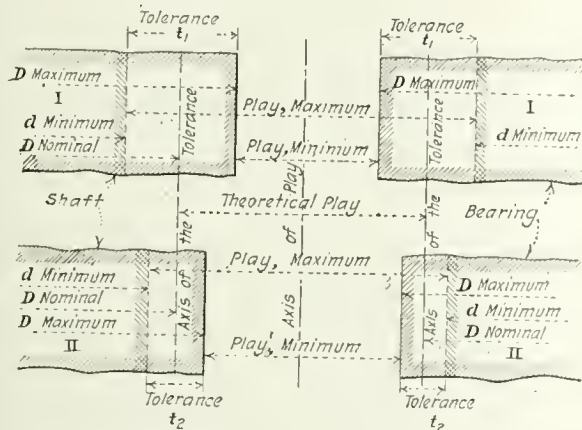 Tolerance
t₁
Tolerance
t₁
D Maximum
I
d Minimum
D Nominal
Tolerance
Play, Maximum
Play, Minimum
of Play
D Maximum
Tolerance
I
d Minimum
Shaft
Theoretical Play
Bearing
Axis of the
Axis
Axis of the
d Minimum
D Nominal
D Maximum
II
Play, Maximum
Play, Minimum
D Maximum
d Minimum
D Nominal
II
Tolerance
t₂
Tolerance
t₂